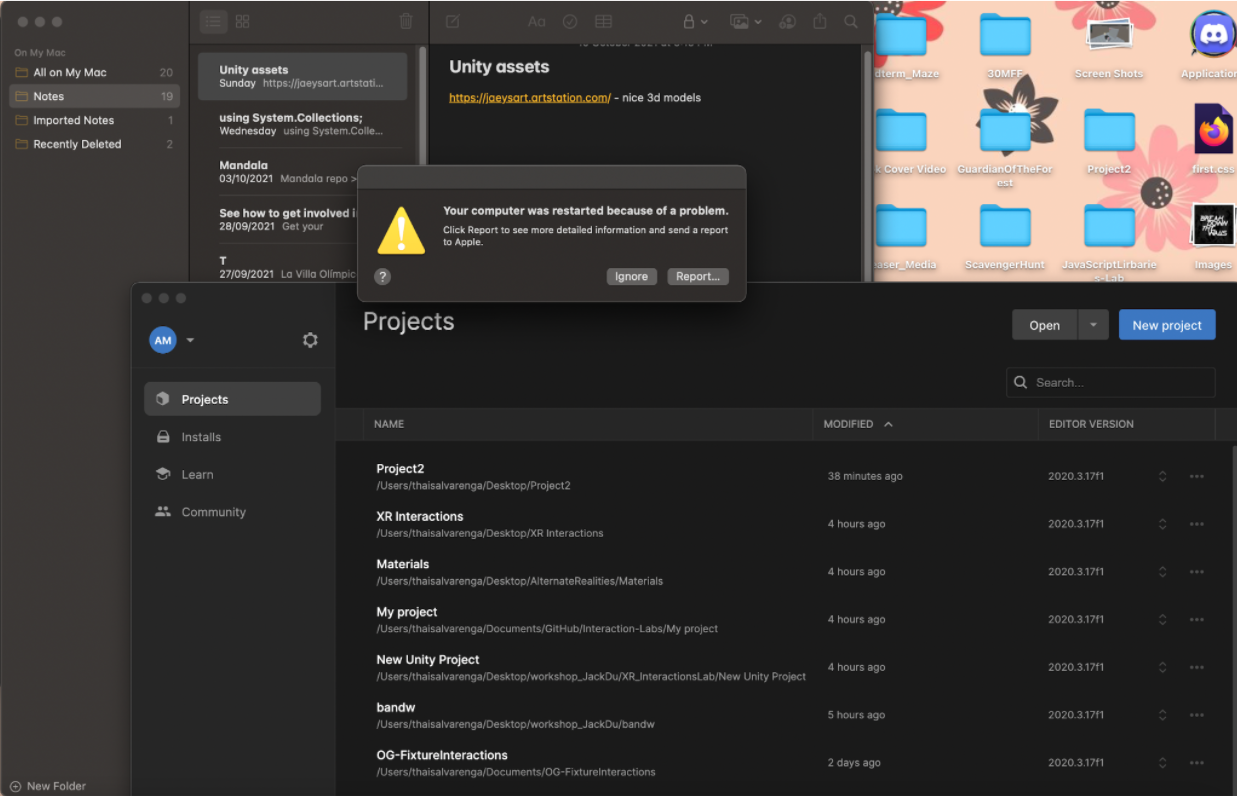 On My Mac
All on My Mac 20
Notes 19
Imported Notes 1
Recently Deleted 2
New Folder
Unity assets
Sunday https://jaeysart.artstati...
using System.Collections;
Wednesday using System.Colle...
Mandala
03/10/2021 Mandala repo >
See how to get involved i
28/09/2021 Get your
T
27/09/2021 La Villa Olímpic
Aa
Unity assets
https://jaeysart.artstation.com/ - nice 3d models
Your computer was restarted because of a problem.
Click Report to see more detailed information and send a report
to Apple.
?
Ignore
Report...
dterm_Maze
30MFF
Screen Shots
Application
k Cover Video
GuardianOfTheFor
est
Project2
first.css
easer_Media
ScavengerHunt
JavaScriptLirbarie
s-Lab
BREAK
DOWN
THE
WALLS
Images
AM
Projects
Installs
Learn
Community
Projects
Open
New project
Search...
NAME MODIFIED EDITOR VERSION
Project2
/Users/thaisalvarenga/Desktop/Project2
38 minutes ago 2020.3.17f1
XR Interactions
/Users/thaisalvarenga/Desktop/XR Interactions
4 hours ago 2020.3.17f1
Materials
/Users/thaisalvarenga/Desktop/AlternateRealities/Materials
4 hours ago 2020.3.17f1
My project
/Users/thaisalvarenga/Documents/GitHub/Interaction-Labs/My project
4 hours ago 2020.3.17f1
New Unity Project
/Users/thaisalvarenga/Desktop/workshop_JackDu/XR_InteractionsLab/New Unity Project
4 hours ago 2020.3.17f1
bandw
/Users/thaisalvarenga/Desktop/workshop_JackDu/bandw
5 hours ago 2020.3.17f1
OG-FixtureInteractions
/Users/thaisalvarenga/Documents/OG-FixtureInteractions
2 days ago 2020.3.17f1